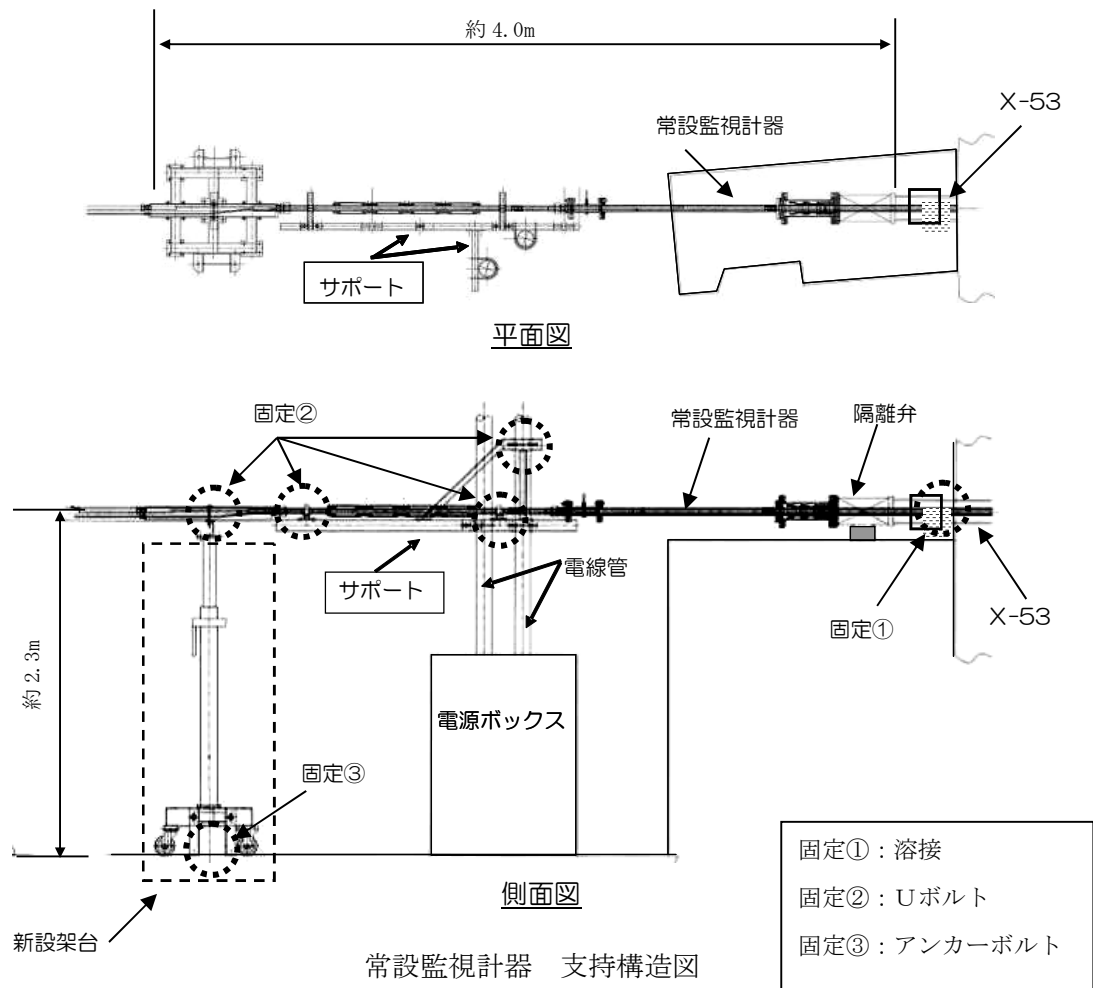 約 4.0m
X-53
常設監視計器
サポート
平面図
固定②
常設監視計器
隔離弁
サポート
電線管
固定①
X-53
約 2.3m
電源ボックス
固定③
固定①：溶接
固定②：Uボルト
固定③：アンカーボルト
側面図
新設架台
常設監視計器　支持構造図